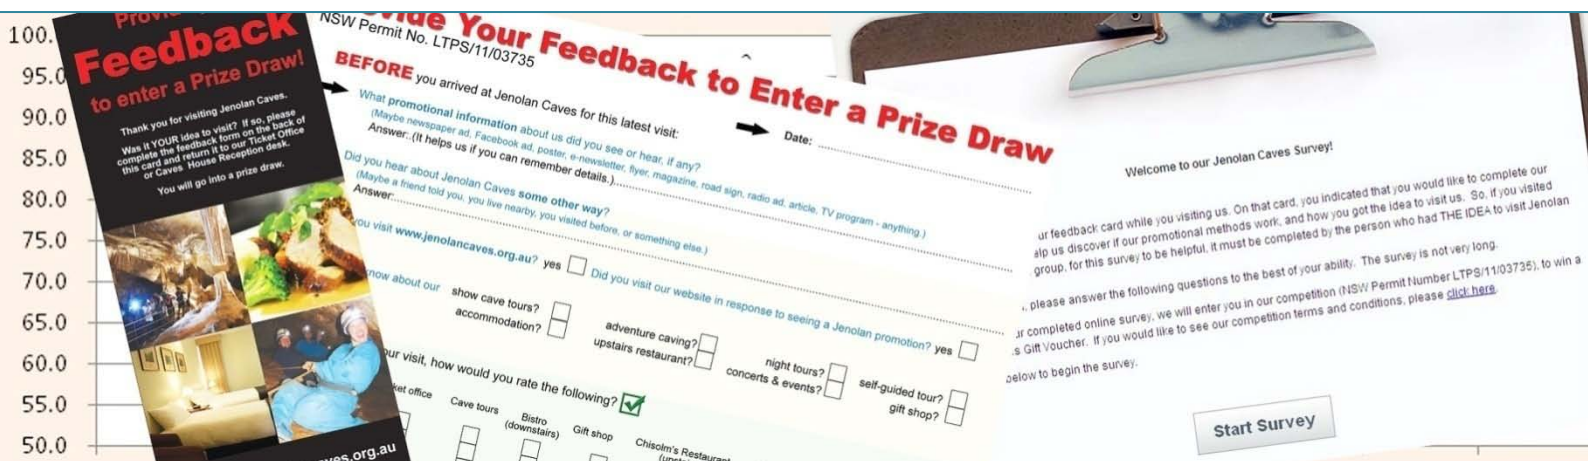 100.
95.0
90.0
85.0
80.0
75.0
70.0
65.0
60.0
55.0
50.0
Feedback
to enter a Prize Draw!
Thank you for visiting Jenolan Caves.
Was it YOUR idea to visit? If so, please
complete the feedback form on the back of
this card and return it to our Ticket Office
or Caves House Reception desk.
You will go into a prize draw.
es.org.au
Your Feedback to Enter a Prize Draw
NSW Permit No. LTPS/11/03735
BEFORE you arrived at Jenolan Caves for this latest visit:
Date:
What promotional information about us did you see or hear, if any?
(Maybe newspaper ad, Facebook ad, poster, e-newsletter, flyer, magazine, road sign, radio ad, article, TV program - anything.)
Answer:.(It helps us if you can remember details.)
Did you hear about Jenolan Caves some other way?
(Maybe a friend told you, you live nearby, you visited before, or something else.)
Answer
you visit www.jenolancaves.org.au? yes
Did you visit our website in response to seeing a Jenolan promotion? yes
now about our
show cave tours?
accommodation?
adventure caving?
upstairs restaurant?
night tours?
concerts & events?
self-guided tour?
gift shop?
our visit, how would you rate the following?
ket office
Cave tours
Bistro
(downstairs)
Gift shop
Chisolm's Restaurant
Welcome to our Jenolan Caves Survey!
ur feedback card while you visiting us. On that card, you indicated that you would like to complete our
elp us discover if our promotional methods work, and how you got the idea to visit us. So, if you visited
group, for this survey to be helpful, it must be completed by the person who had THE IDEA to visit Jenolan
please answer the following questions to the best of your ability. The survey is not very long.
ur completed online survey, we will enter you in our competition (NSW Permit Number LTPS/11/03735), to win a
s Gift Voucher. If you would like to see our competition terms and conditions, please click here.
below to begin the survey.
Start Survey